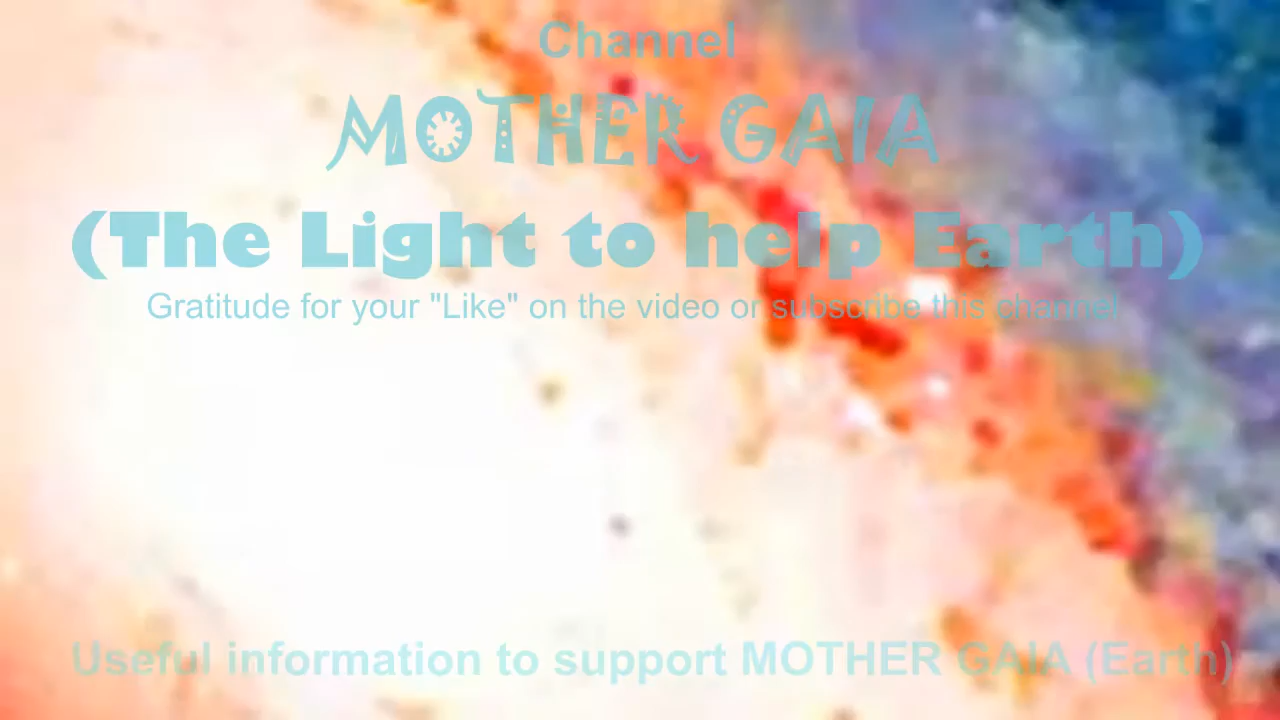 Channel
MOTHER GAIA
(The Light to help Earth)
Gratitude for your "Like" on the video or subscribe this channel
Useful information to support MOTHER GAIA (Earth)